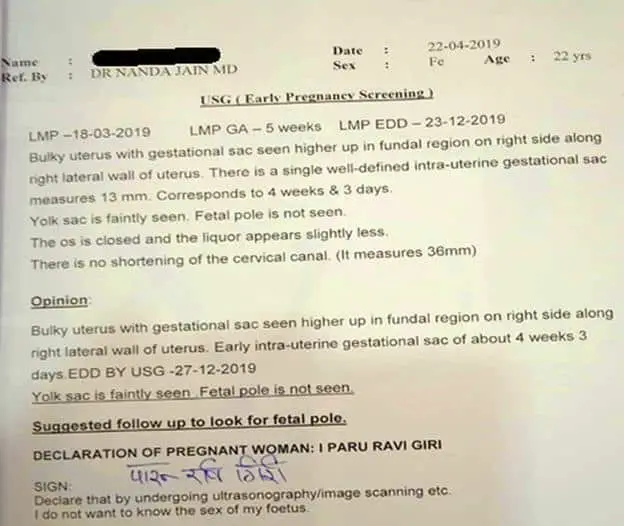 Name :
Date : 22-04-2019
Ref. By : DR NANDA JAIN MD
Sex : Fe Age : 22 yrs
USG ( Early Pregnancy Screening )
LMP –18-03-2019 LMP GA – 5 weeks LMP EDD – 23-12-2019
Bulky uterus with gestational sac seen higher up in fundal region on right side along
right lateral wall of uterus. There is a single well-defined intra-uterine gestational sac
measures 13 mm. Corresponds to 4 weeks & 3 days.
Yolk sac is faintly seen. Fetal pole is not seen.
The os is closed and the liquor appears slightly less.
There is no shortening of the cervical canal. (It measures 36mm)
Opinion:
Bulky uterus with gestational sac seen higher up in fundal region on right side along
right lateral wall of uterus. Early intra-uterine gestational sac of about 4 weeks 3
days.EDD BY USG -27-12-2019
Yolk sac is faintly seen .Fetal pole is not seen.
Suggested follow up to look for fetal pole.
DECLARATION OF PREGNANT WOMAN: I PARU RAVI GIRI
SIGN: पारू रवि गिरी
Declare that by undergoing ultrasonography/image scanning etc.
I do not want to know the sex of my foetus.